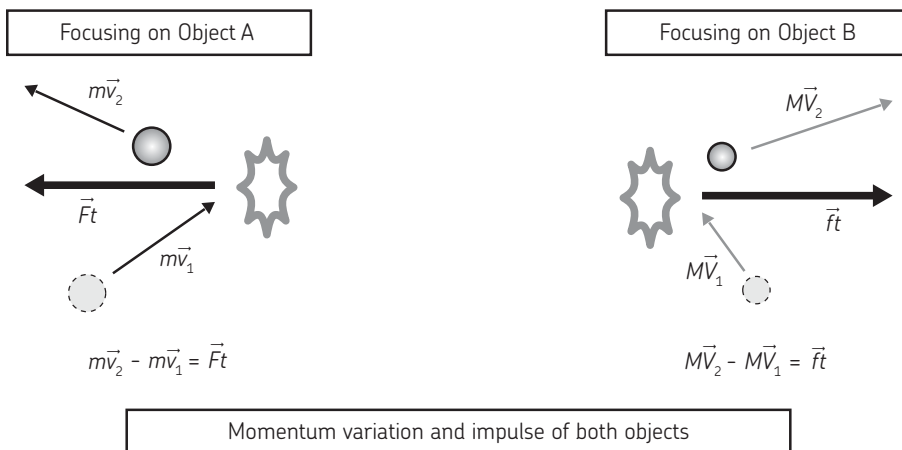 Focusing on Object A
Focusing on Object B
mv⃗₂
MV⃗₂
F⃗t
f⃗t
mv⃗₁
MV⃗₁
mv⃗₂ - mv⃗₁ = F⃗t
MV⃗₂ - MV⃗₁ = f⃗t
Momentum variation and impulse of both objects